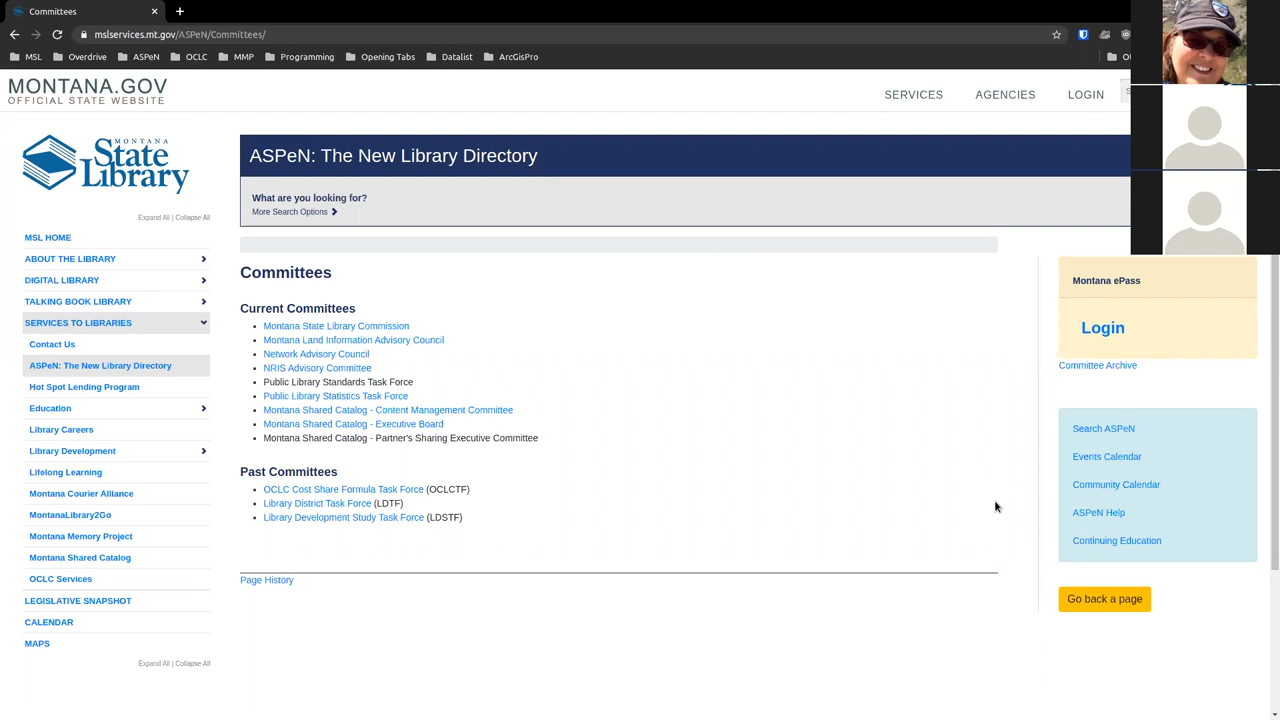 Committees
mslservices.mt.gov/ASPeN/Committees/
MSL Overdrive ASPeN OCLC MMP Programming Opening Tabs Datalist ArcGisPro
MONTANA.GOV
OFFICIAL STATE WEBSITE
SERVICES AGENCIES LOGIN
MONTANA
State
Library
Expand All | Collapse All
MSL HOME
ABOUT THE LIBRARY
DIGITAL LIBRARY
TALKING BOOK LIBRARY
SERVICES TO LIBRARIES
Contact Us
ASPeN: The New Library Directory
Hot Spot Lending Program
Education
Library Careers
Library Development
Lifelong Learning
Montana Courier Alliance
MontanaLibrary2Go
Montana Memory Project
Montana Shared Catalog
OCLC Services
LEGISLATIVE SNAPSHOT
CALENDAR
MAPS
Expand All | Collapse All
ASPeN: The New Library Directory
What are you looking for?
More Search Options
Committees
Current Committees
Montana State Library Commission
Montana Land Information Advisory Council
Network Advisory Council
NRIS Advisory Committee
Public Library Standards Task Force
Public Library Statistics Task Force
Montana Shared Catalog - Content Management Committee
Montana Shared Catalog - Executive Board
Montana Shared Catalog - Partner's Sharing Executive Committee
Past Committees
OCLC Cost Share Formula Task Force (OCLCTF)
Library District Task Force (LDTF)
Library Development Study Task Force (LDSTF)
Page History
Montana ePass
Login
Committee Archive
Search ASPeN
Events Calendar
Community Calendar
ASPeN Help
Continuing Education
Go back a page